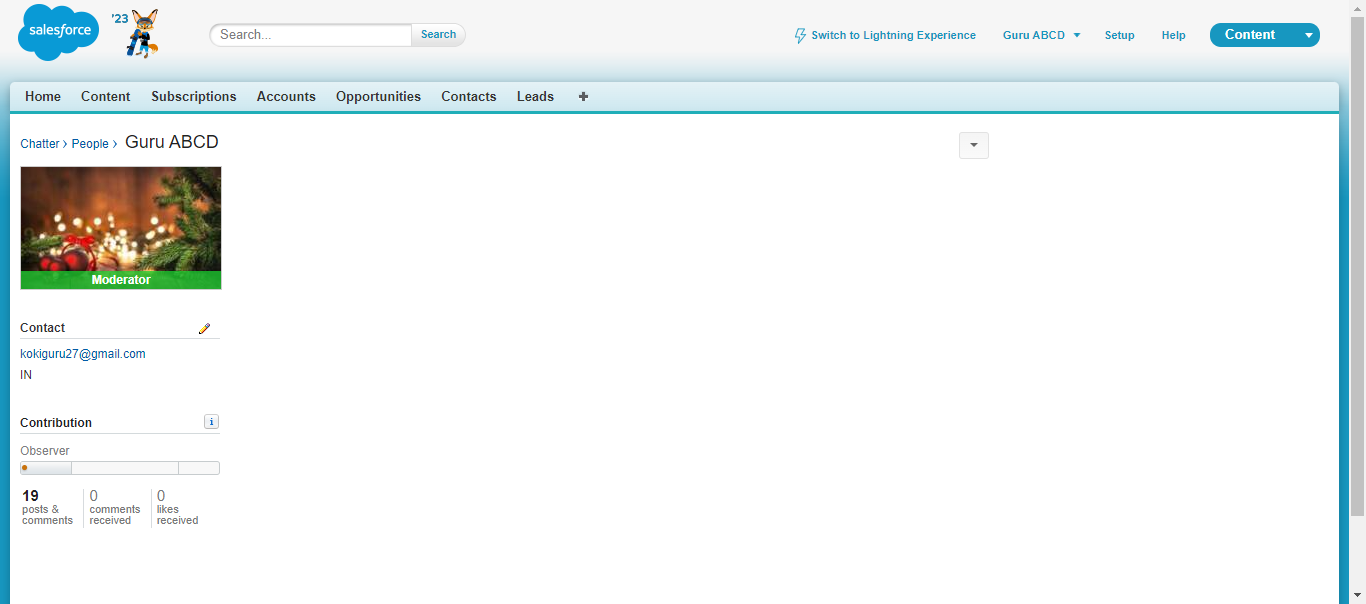 salesforce
'23
Search...
Search
Switch to Lightning Experience
Guru ABCD
Setup
Help
Content
Home
Content
Subscriptions
Accounts
Opportunities
Contacts
Leads
+
Chatter › People › Guru ABCD
Moderator
Contact
kokiguru27@gmail.com
IN
Contribution
i
Observer
19
posts &
comments
0
comments
received
0
likes
received